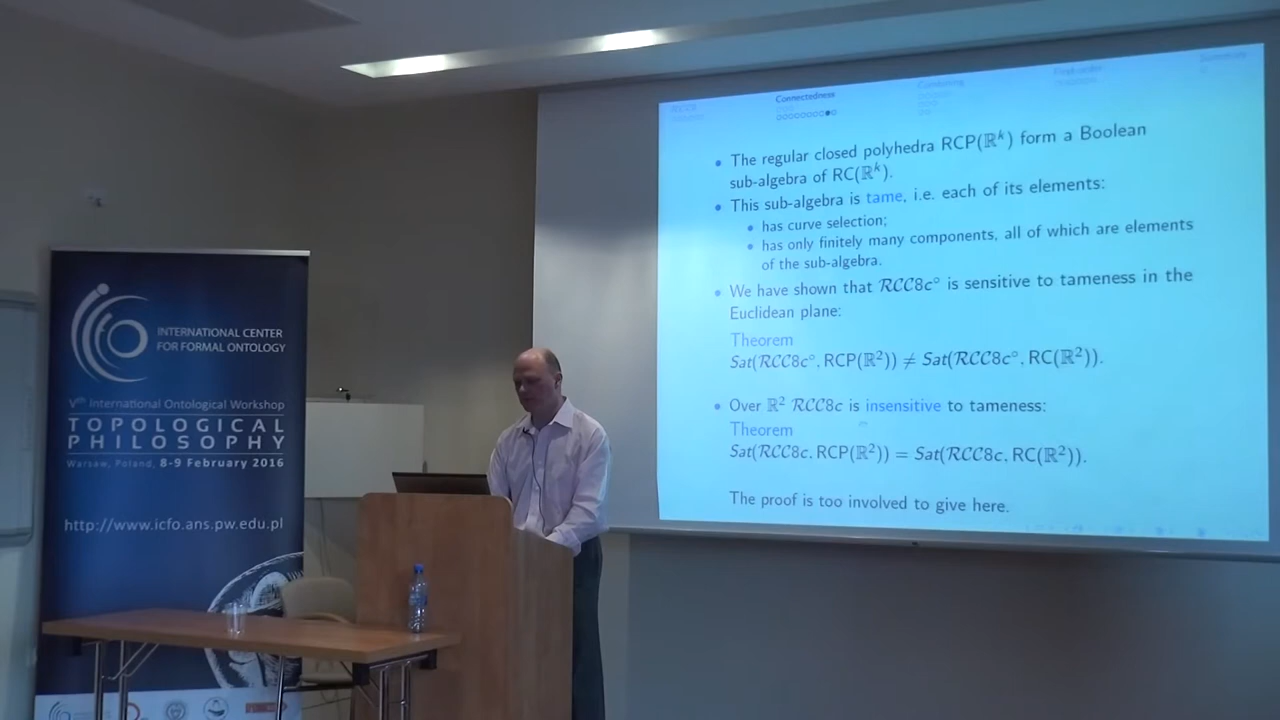 INTERNATIONAL CENTER
FOR FORMAL ONTOLOGY
Vth International Ontological Workshop
TOPOLOGICAL
PHILOSOPHY
Warsaw, Poland, 8-9 February 2016
http://www.icfo.ans.pw.edu.pl
Connectedness
• The regular closed polyhedra RCP(ℝᵏ) form a Boolean
sub-algebra of RC(ℝᵏ).
• This sub-algebra is tame, i.e. each of its elements:
• has curve selection;
• has only finitely many components, all of which are elements
of the sub-algebra.
• We have shown that 𝓡𝓒𝓒8c° is sensitive to tameness in the
Euclidean plane:
Theorem
Sat(𝓡𝓒𝓒8c°, RCP(ℝ²)) ≠ Sat(𝓡𝓒𝓒8c°, RC(ℝ²)).
• Over ℝ² 𝓡𝓒𝓒8c is insensitive to tameness:
Theorem
Sat(𝓡𝓒𝓒8c, RCP(ℝ²)) = Sat(𝓡𝓒𝓒8c, RC(ℝ²)).
The proof is too involved to give here.